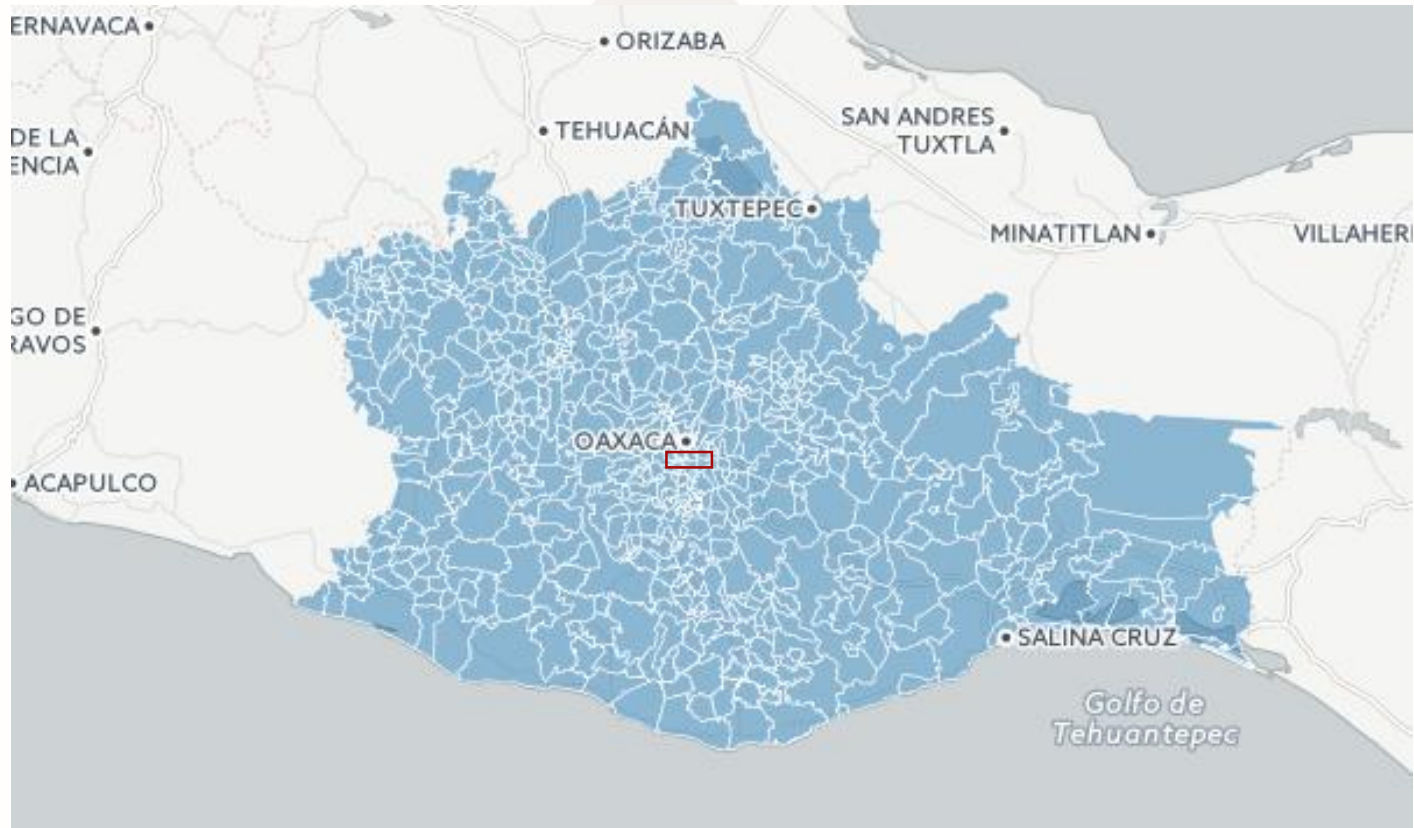 ERNAVACA
ORIZABA
TEHUACÁN
SAN ANDRES
TUXTLA
DE LA
ENCIA
TUXTEPEC
MINATITLAN
VILLAHER
GO DE
RAVOS
OAXACA
ACAPULCO
SALINA CRUZ
Golfo de
Tehuantepec